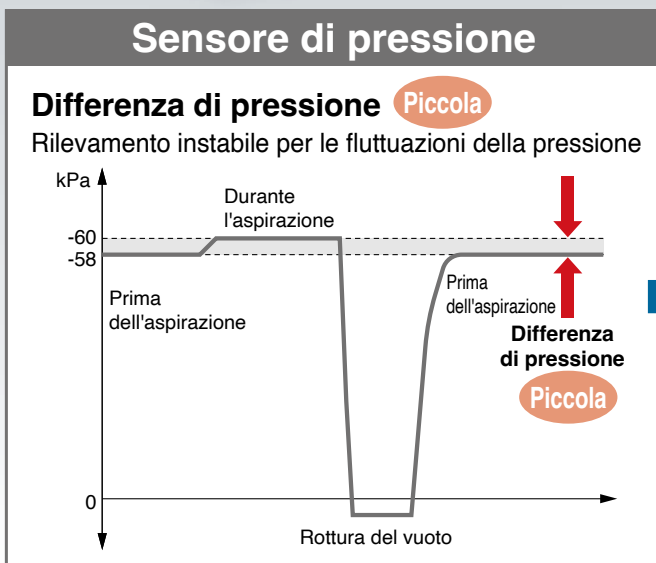 Sensore di pressione
Differenza di pressione Piccola
Rilevamento instabile per le fluttuazioni della pressione
kPa
Durante
l'aspirazione
-60
-58
Prima
dell'aspirazione
Prima
dell'aspirazione
Differenza
di pressione
Piccola
0
Rottura del vuoto